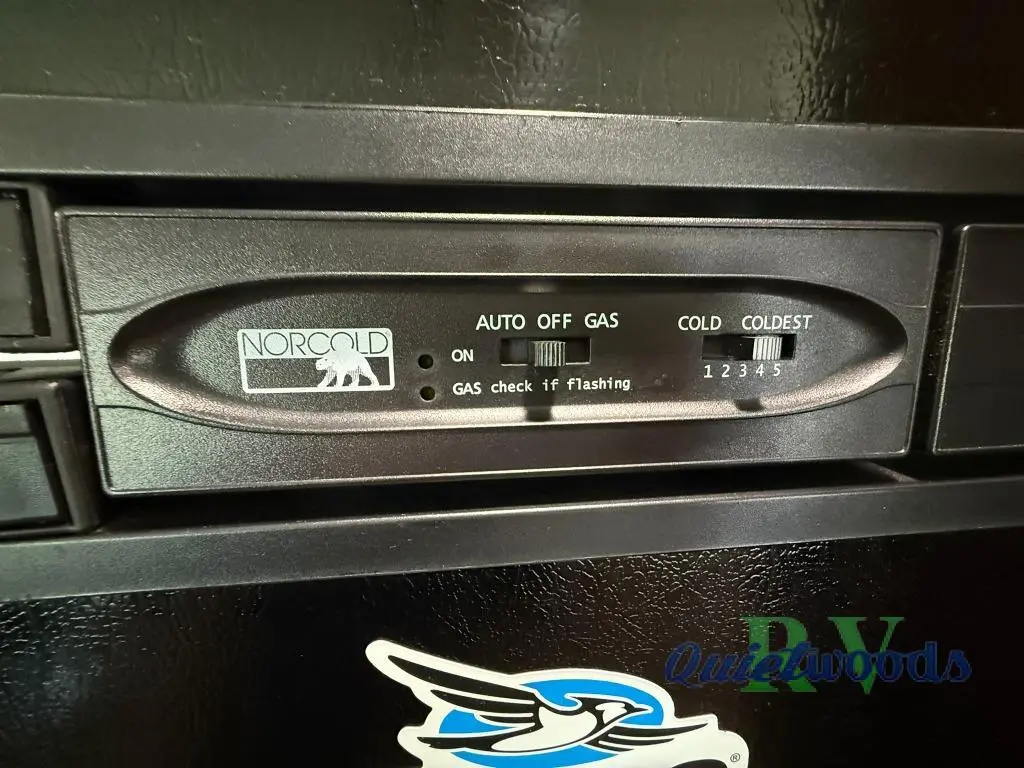 NORCOLD
AUTO OFF GAS
ON
GAS check if flashing
COLD COLDEST
1 2 3 4 5
RV
Quietwoods
®